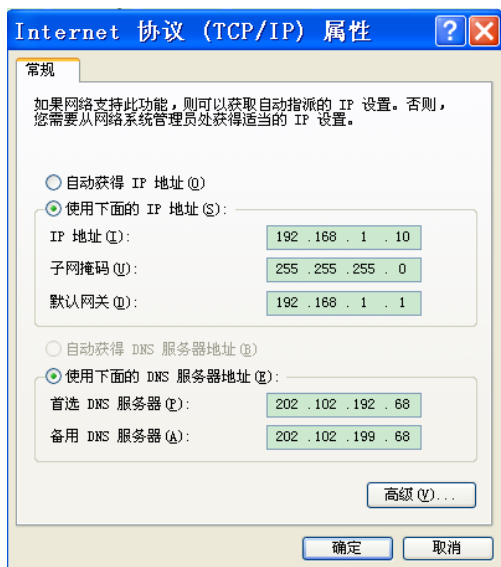 Internet 协议 (TCP/IP) 属性
常规
如果网络支持此功能，则可以获取自动指派的 IP 设置。否则，
您需要从网络系统管理员处获得适当的 IP 设置。
自动获得 IP 地址(O)
使用下面的 IP 地址(S):
IP 地址(I): 192 .168 . 1 . 10
子网掩码(U): 255 .255 .255 . 0
默认网关(D): 192 .168 . 1 . 1
自动获得 DNS 服务器地址(B)
使用下面的 DNS 服务器地址(E):
首选 DNS 服务器(P): 202 .102 .192 . 68
备用 DNS 服务器(A): 202 .102 .199 . 68
高级(V)...
确定 取消